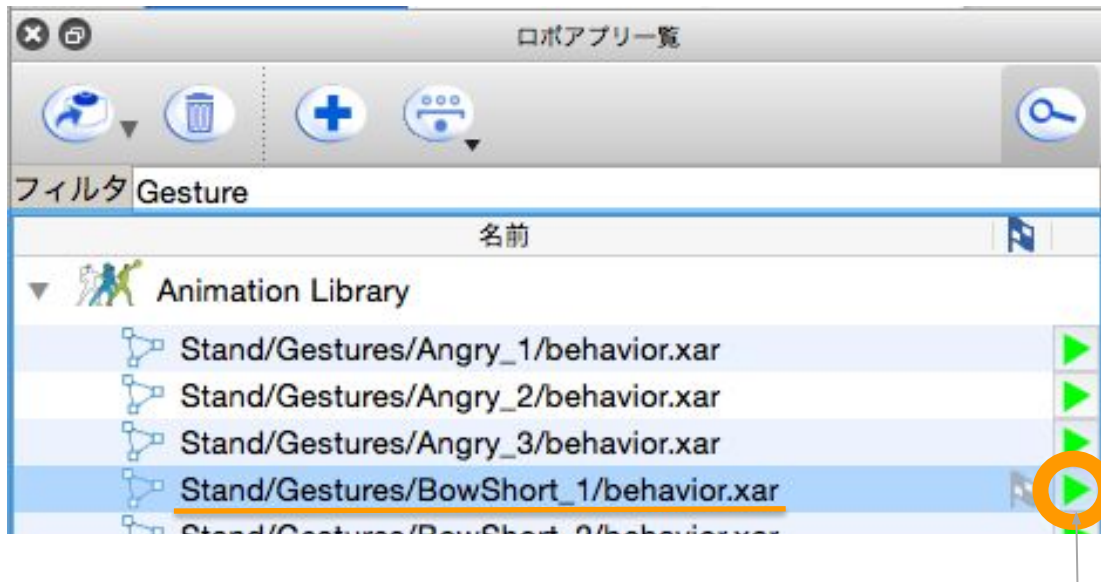 ロボアプリ一覧
フィルタ Gesture
名前
Animation Library
Stand/Gestures/Angry_1/behavior.xar
Stand/Gestures/Angry_2/behavior.xar
Stand/Gestures/Angry_3/behavior.xar
Stand/Gestures/BowShort_1/behavior.xar